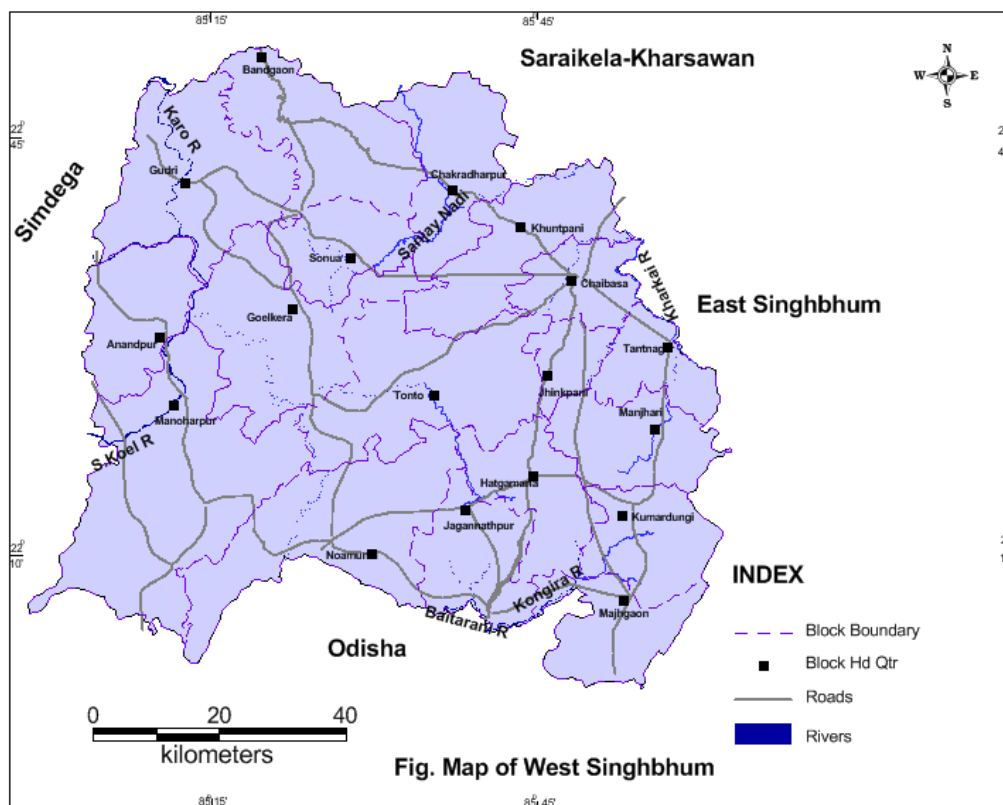 85° 15'
85° 45'
Saraikela-Kharsawan
N
W E
S
Bandgaon
22° 45'
Karo R
Gudri
Simdega
Chakradharpur
Sanjay Nadi
Khuntpani
Sonua
Chaibasa
Kharkai R
East Singhbhum
Goelkera
Anandpur
Tantnagr
Jhinkpani
Tonto
Manoharpur
Manjhari
S.Koel R
Hatgamaria
Jagannathpur
Kumardungi
22° 10'
Noamundi
INDEX
Kongira R
Majhgaon
Baitarani R
Block Boundary
Odisha
Block Hd Qtr
Roads
0 20 40
kilometers
Rivers
Fig. Map of West Singhbhum
85° 15'
85° 45'